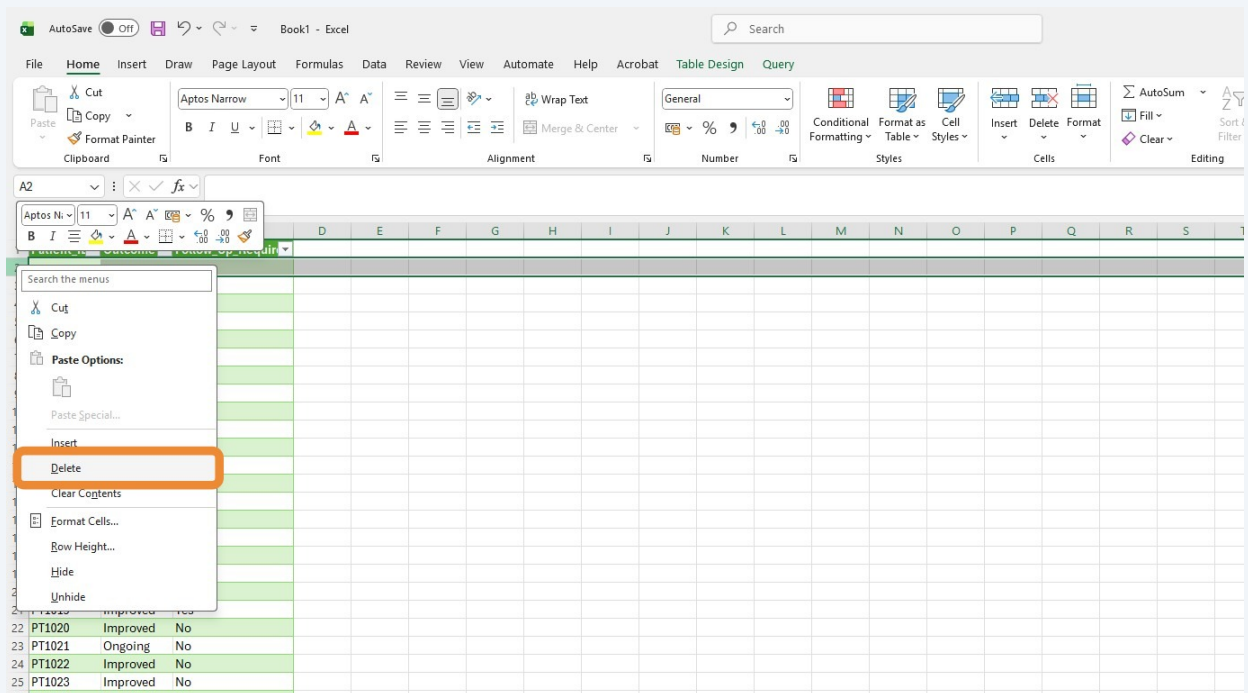 AutoSave Off Book1 - Excel Search
File Home Insert Draw Page Layout Formulas Data Review View Automate Help Acrobat Table Design Query
Paste
Cut
Copy
Format Painter
Clipboard
Aptos Narrow 11 A^ A˅
B I U A
Font
ab Wrap Text
Merge & Center
Alignment
General
% 9
Number
Conditional Formatting
Format as Table
Cell Styles
Styles
Insert Delete Format
Cells
AutoSum
Fill
Clear
Sort
Filter
Editing
A2 fx
Aptos 11 A^ A˅ % 9
B I A
D E F G H I J K L M N O P Q R S
Outcome
Search the menus
Cut
Copy
Paste Options:
Paste Special...
Insert
Delete
Clear Contents
Format Cells...
Row Height...
Hide
Unhide
22 PT1020 Improved No
23 PT1021 Ongoing No
24 PT1022 Improved No
25 PT1023 Improved No